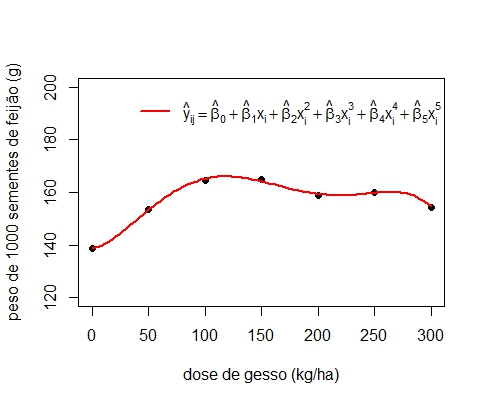 ŷij = β̂0 + β̂1xi + β̂2xi² + β̂3xi³ + β̂4xi⁴ + β̂5xi⁵
peso de 1000 sementes de feijão (g)
200
180
160
140
120
0 50 100 150 200 250 300
dose de gesso (kg/ha)